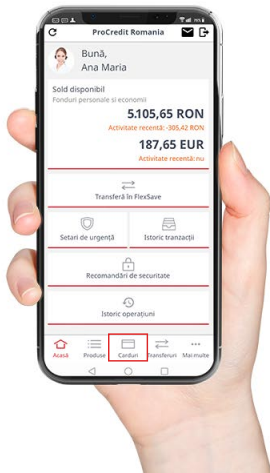 ProCredit Romania
Bună,
Ana Maria
Sold disponibil
Fonduri personale si economii
5.105,65 RON
Activitate recentă: -305,42 RON
187,65 EUR
Activitate recentă: nu
Transferă în FlexSave
Setari de urgență
Istoric tranzacții
Recomandări de securitate
Istoric operațiuni
Acasă
Produse
Carduri
Transferuri
Mai multe